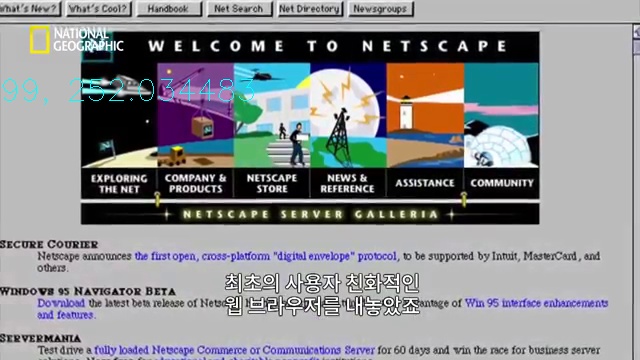 What's New?
What's Cool?
Handbook
Net Search
Net Directory
Newsgroups
NATIONAL
GEOGRAPHIC
99, 252.034483
WELCOME TO NETSCAPE
EXPLORING THE NET
COMPANY & PRODUCTS
NETSCAPE STORE
NEWS & REFERENCE
ASSISTANCE
COMMUNITY
NETSCAPE SERVER GALLERIA
SECURE COURIER
Netscape announces the first open, cross-platform "digital envelope" protocol, to be supported by Intuit, MasterCard, and
others.
WINDOWS 95 NAVIGATOR BETA
Download the latest beta release of Netscape antage of Win 95 interface enhancements
and features.
최초의 사용자 친화적인
웹 브라우저를 내놓았죠
SERVERMANIA
Test drive a fully loaded Netscape Commerce or Communications Server for 60 days and win the race for business server